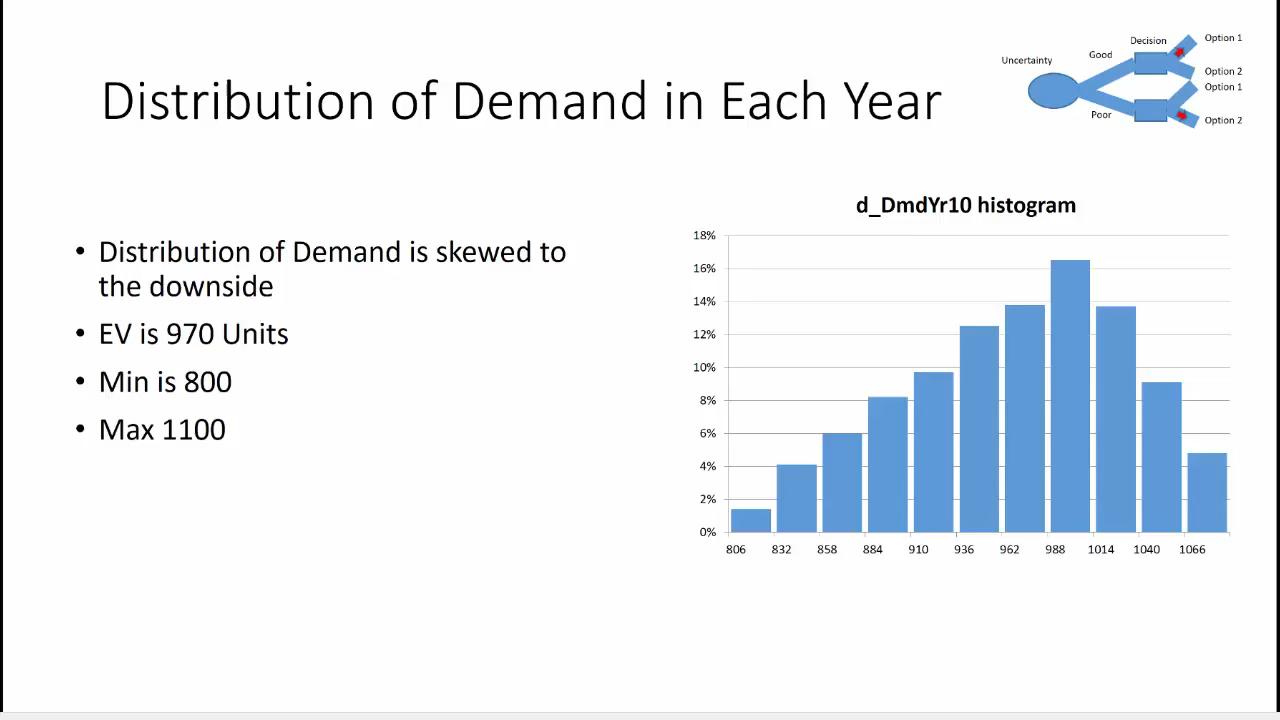 Distribution of Demand in Each Year
Uncertainty
Good
Decision
Option 1
Option 2
Option 1
Poor
Option 2
• Distribution of Demand is skewed to
the downside
• EV is 970 Units
• Min is 800
• Max 1100
d_DmdYr10 histogram
18%
16%
14%
12%
10%
8%
6%
4%
2%
0%
806 832 858 884 910 936 962 988 1014 1040 1066